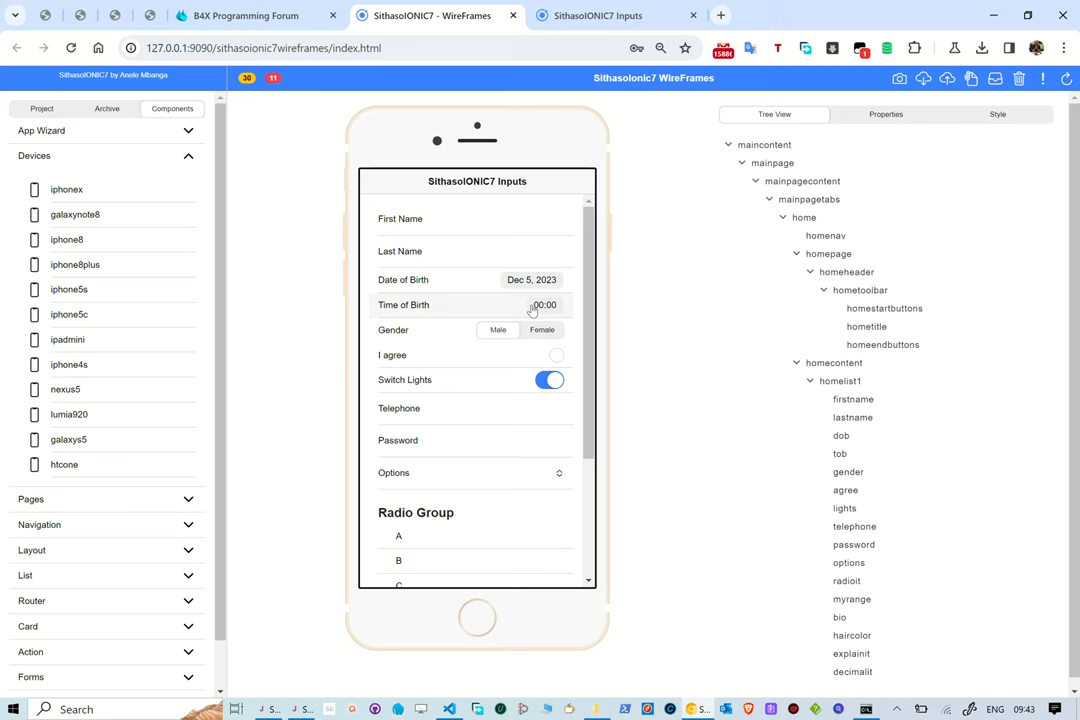 B4X Programming Forum
SithasoIONIC7 - WireFrames
SithasoIONIC7 Inputs
127.0.0.1:9090/sithasoionic7wireframes/index.html
SithasoIONIC7 by Anele Mbanga
30
11
SithasoIonic7 WireFrames
Project
Archive
Components
App Wizard
Devices
iphonex
galaxynote8
iphone8
iphone8plus
iphone5s
iphone5c
ipadmini
iphone4s
nexus5
lumia920
galaxys5
htcone
Pages
Navigation
Layout
List
Router
Card
Action
Forms
SithasoIONIC7 Inputs
First Name
Last Name
Date of Birth
Dec 5, 2023
Time of Birth
00:00
Gender
Male
Female
I agree
Switch Lights
Telephone
Password
Options
Radio Group
A
B
C
Tree View
Properties
Style
maincontent
mainpage
mainpagecontent
mainpagetabs
home
homenav
homepage
homeheader
hometoolbar
homestartbuttons
hometitle
homeendbuttons
homecontent
homelist1
firstname
lastname
dob
tob
gender
agree
lights
telephone
password
options
radioit
myrange
bio
haircolor
explainit
decimalit
Search
ENG
09:43